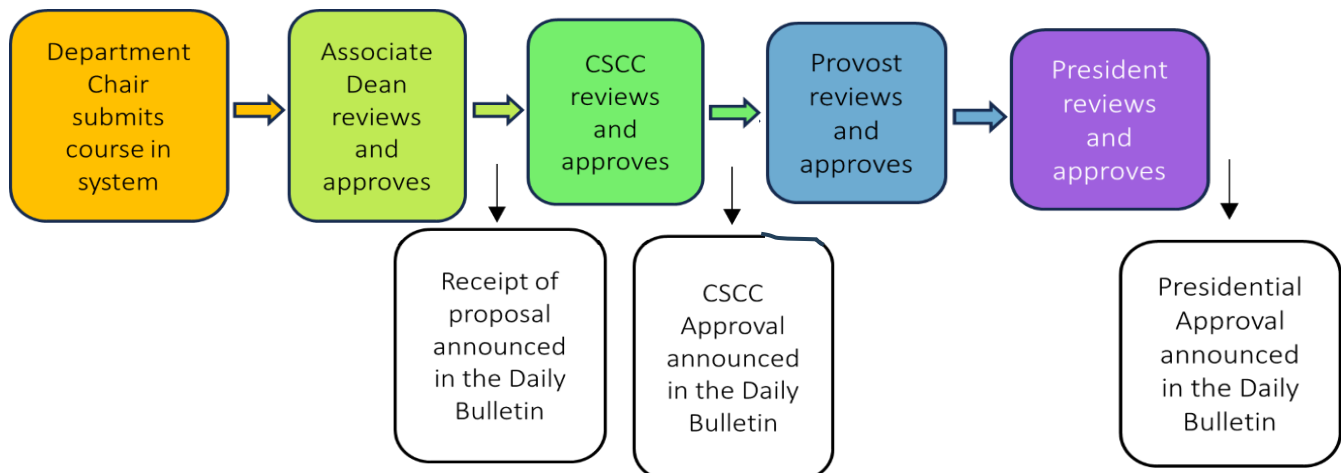 Department
Chair
submits
course in
system
Associate
Dean
reviews
and
approves
CSCC
reviews
and
approves
Provost
reviews
and
approves
President
reviews
and
approves
Receipt of
proposal
announced
in the Daily
Bulletin
CSCC
Approval
announced
in the Daily
Bulletin
Presidential
Approval
announced
in the Daily
Bulletin